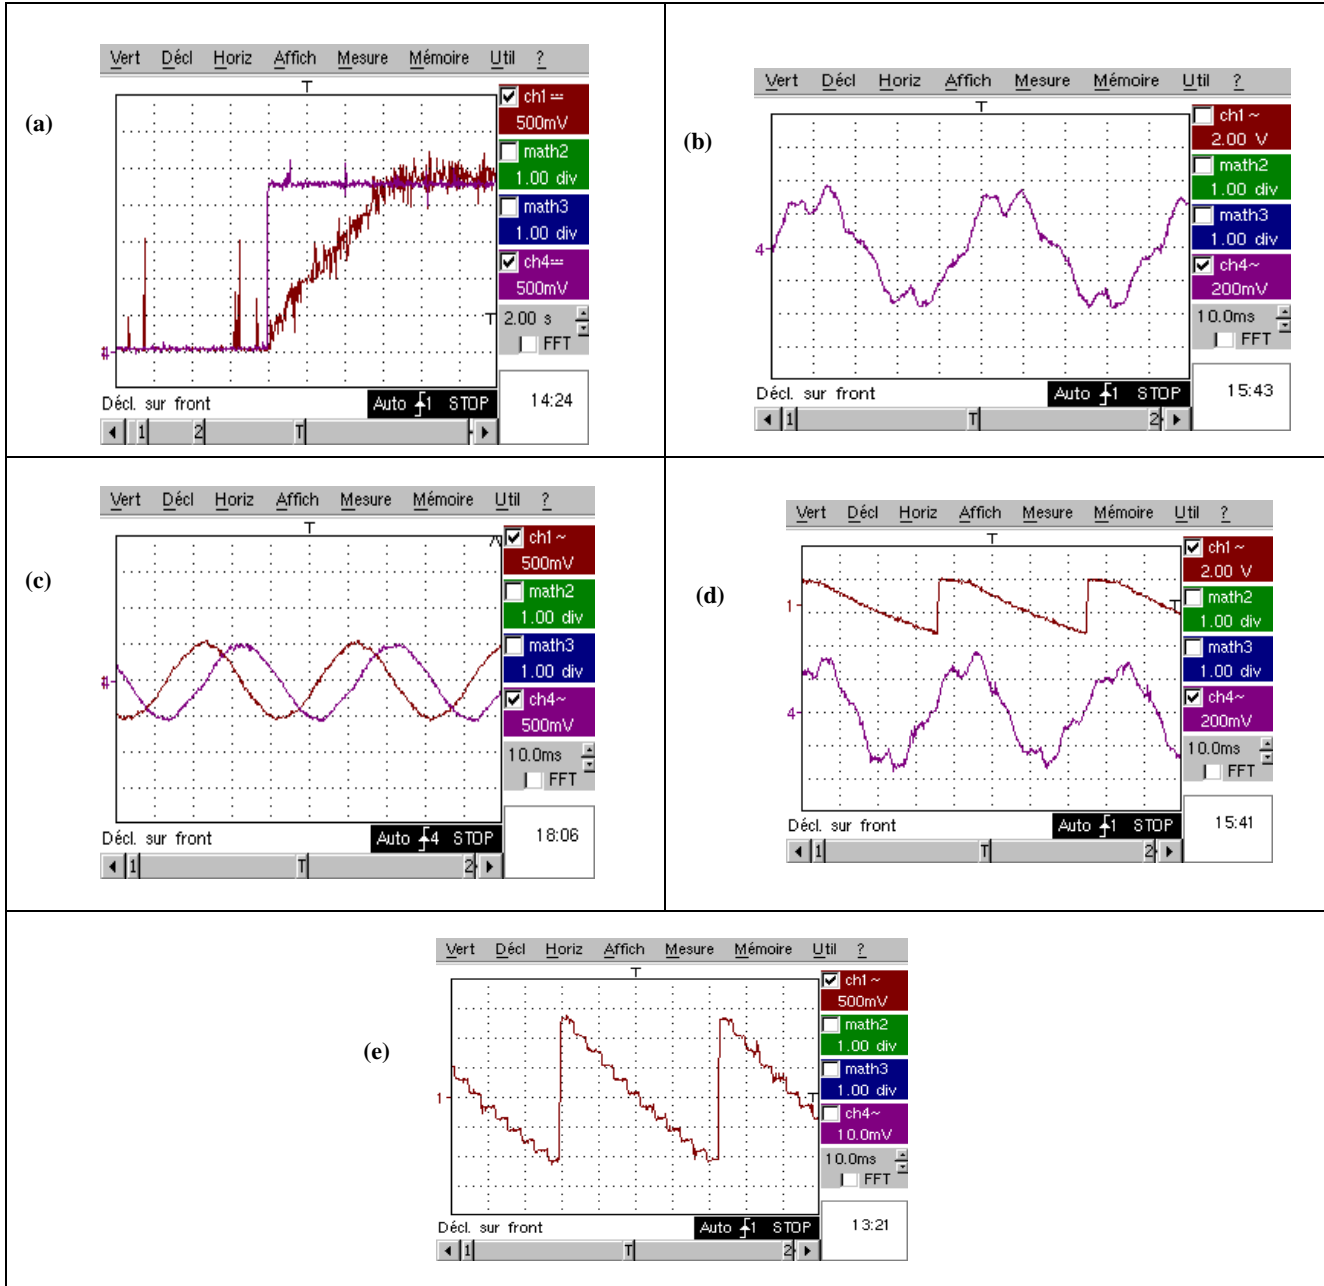 (a)
Vert Décl Horiz Affich Mesure Mémoire Util ?
T
ch1
500mV
math2
1.00 div
math3
1.00 div
ch4
500mV
2.00 s
T
FFT
Décl. sur front
Auto 1 STOP
14:24
1 2 T
(b)
Vert Décl Horiz Affich Mesure Mémoire Util ?
T
ch1 ~
2.00 V
math2
1.00 div
math3
1.00 div
4
ch4~
200mV
10.0ms
FFT
Décl. sur front
Auto 1 STOP
15:43
1 T 2
(c)
Vert Décl Horiz Affich Mesure Mémoire Util ?
T
ch1 ~
500mV
math2
1.00 div
math3
1.00 div
ch4~
500mV
10.0ms
FFT
Décl. sur front
Auto 4 STOP
18:06
1 T 2
(d)
Vert Décl Horiz Affich Mesure Mémoire Util ?
T
ch1 ~
2.00 V
1
T
math2
1.00 div
math3
1.00 div
4
ch4~
200mV
10.0ms
FFT
Décl. sur front
Auto 1 STOP
15:41
1 T 2
(e)
Vert Décl Horiz Affich Mesure Mémoire Util ?
T
ch1 ~
500mV
math2
1.00 div
math3
1.00 div
1
T
ch4~
10.0mV
10.0ms
FFT
Décl. sur front
Auto 1 STOP
13:21
1 T 2